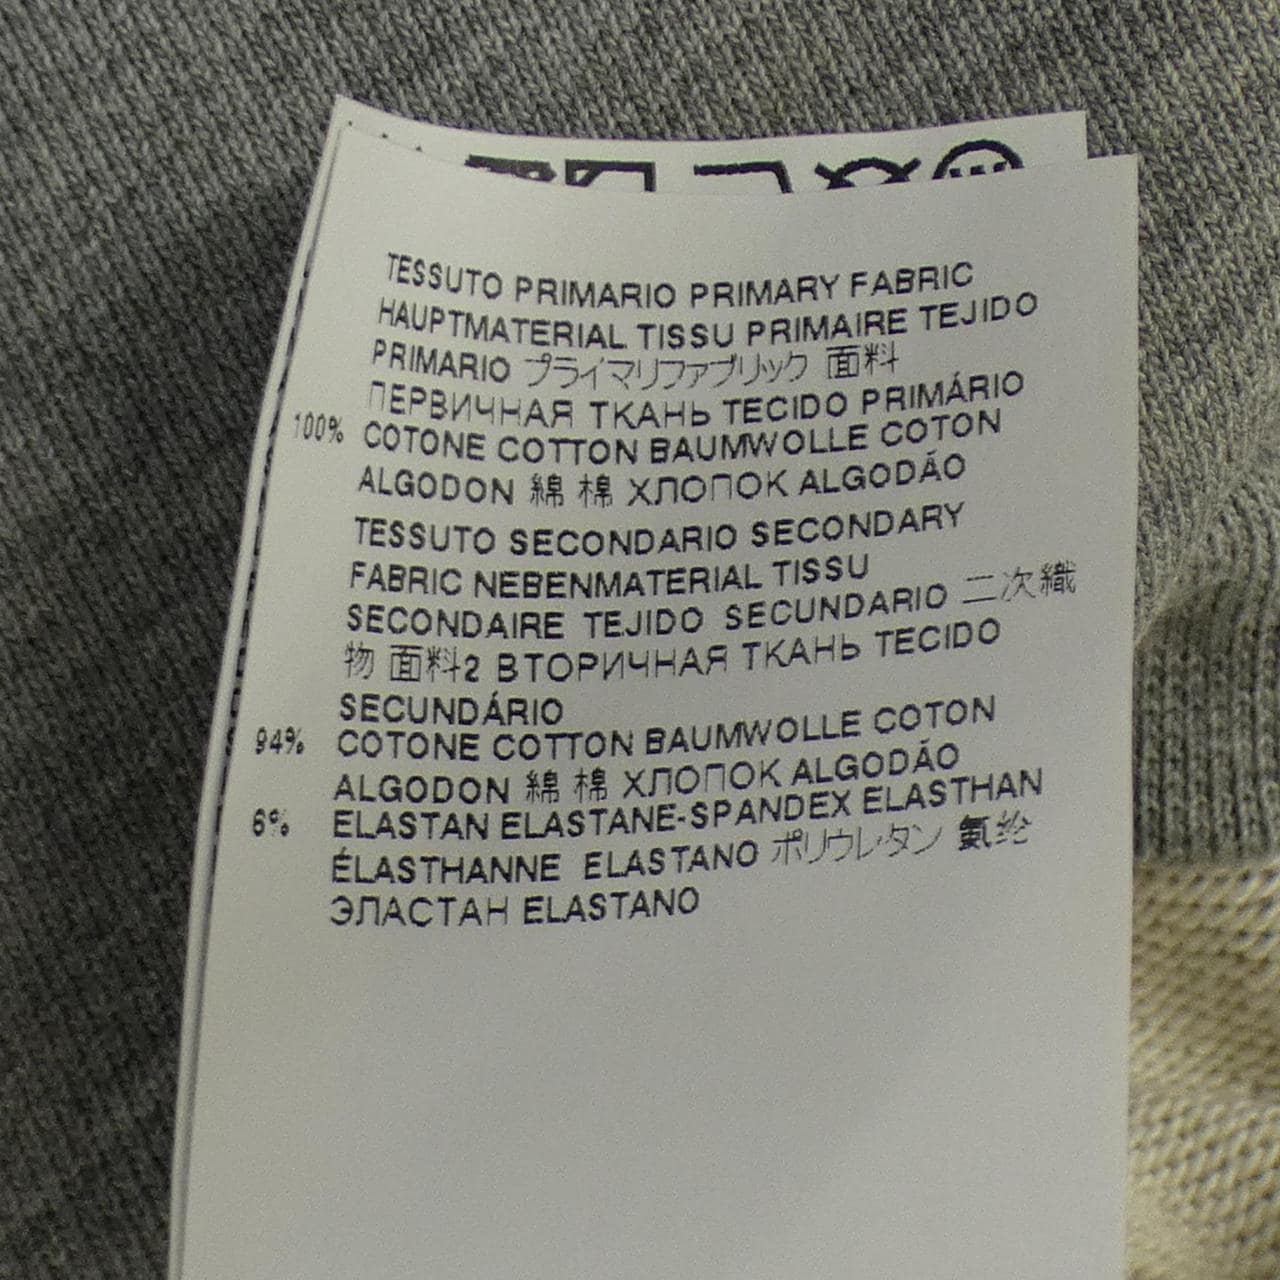 TESSUTO PRIMARIO PRIMARY FABRIC
HAUPTMATERIAL TISSU PRIMAIRE TEJIDO
PRIMARIO プライマリファブリック 面料
ПЕРВИЧНАЯ ТКАНЬ TECIDO PRIMÁRIO
100% COTONE COTTON BAUMWOLLE COTON
ALGODON 綿 棉 ХЛОПОК ALGODÃO
TESSUTO SECONDARIO SECONDARY
FABRIC NEBENMATERIAL TISSU
SECONDAIRE TEJIDO SECUNDARIO 二次織
物 面料2 ВТОРИЧНАЯ ТКАНЬ TECIDO
SECUNDÁRIO
94% COTONE COTTON BAUMWOLLE COTON
ALGODON 綿 棉 ХЛОПОК ALGODÃO
6% ELASTAN ELASTANE-SPANDEX ELASTHAN
ÉLASTHANNE ELASTANO ポリウレタン 氨纶
ЭЛАСТАН ELASTANO